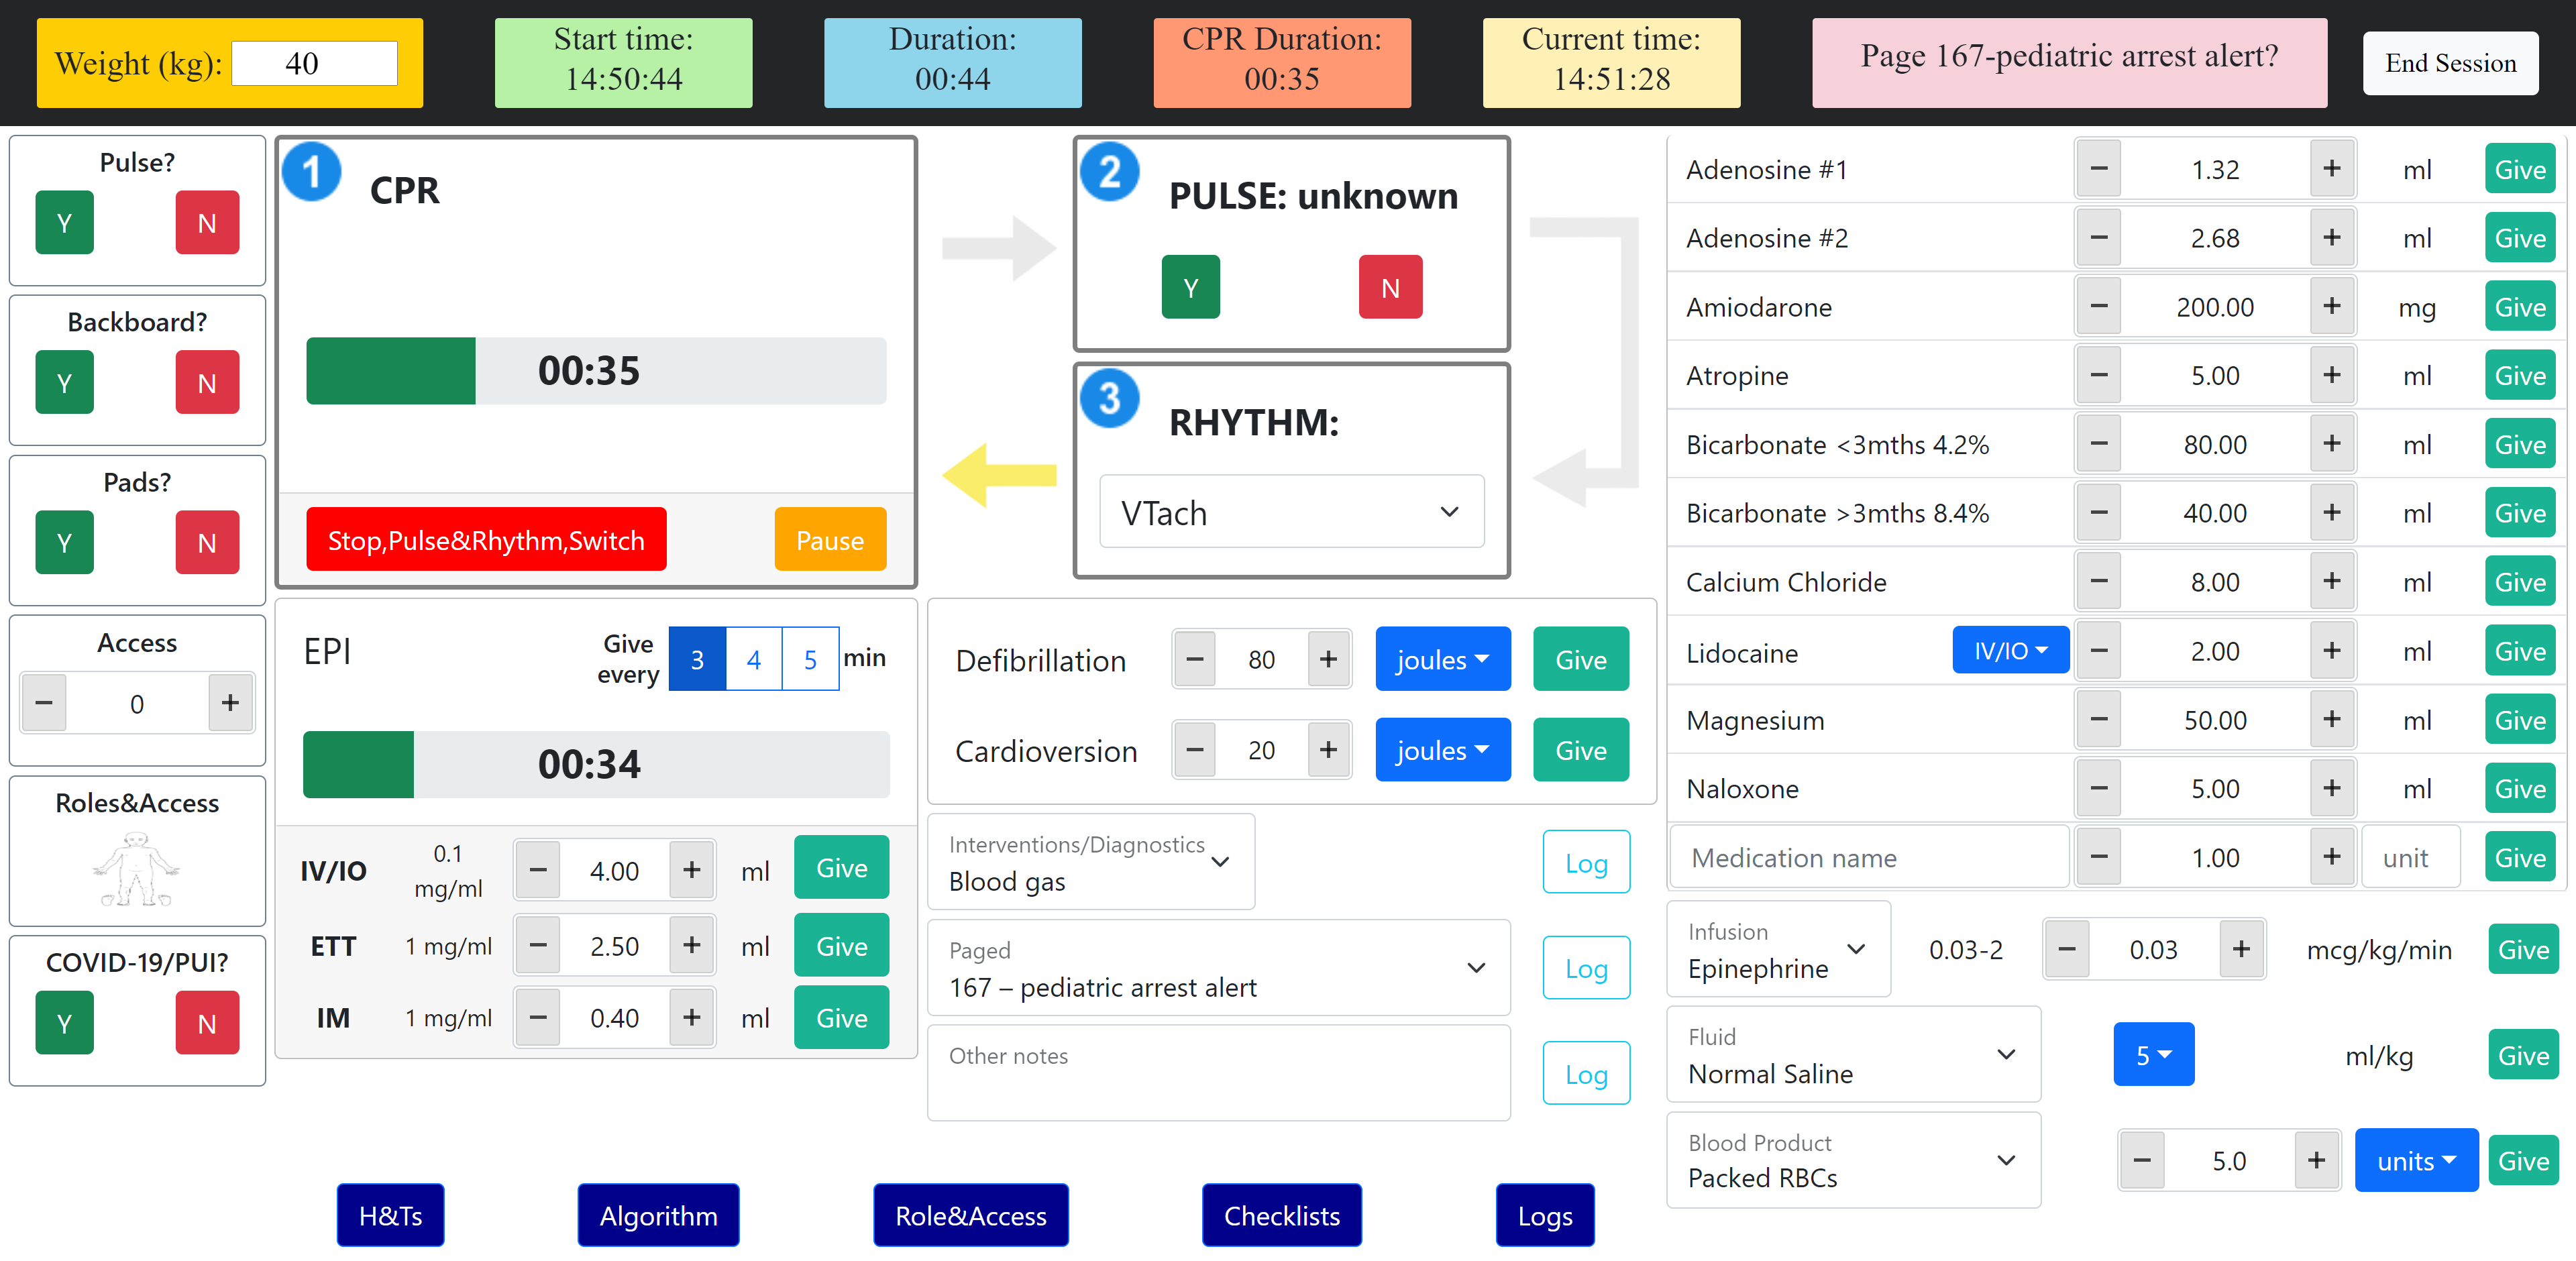 Weight (kg): 40
Start time:
14:50:44
Duration:
00:44
CPR Duration:
00:35
Current time:
14:51:28
Page 167-pediatric arrest alert?
End Session
Pulse?
Y N
Backboard?
Y N
Pads?
Y N
Access
− 0 +
Roles&Access
COVID-19/PUI?
Y N
1
CPR
00:35
Stop,Pulse&Rhythm,Switch Pause
2
PULSE: unknown
Y N
3
RHYTHM:
VTach
EPI
Give every 3 4 5 min
00:34
IV/IO 0.1 mg/ml − 4.00 + ml Give
ETT 1 mg/ml − 2.50 + ml Give
IM 1 mg/ml − 0.40 + ml Give
Defibrillation − 80 + joules Give
Cardioversion − 20 + joules Give
Interventions/Diagnostics
Blood gas
Log
Paged
167 – pediatric arrest alert
Log
Other notes
Log
Adenosine #1 − 1.32 + ml Give
Adenosine #2 − 2.68 + ml Give
Amiodarone − 200.00 + mg Give
Atropine − 5.00 + ml Give
Bicarbonate <3mths 4.2% − 80.00 + ml Give
Bicarbonate >3mths 8.4% − 40.00 + ml Give
Calcium Chloride − 8.00 + ml Give
Lidocaine IV/IO − 2.00 + ml Give
Magnesium − 50.00 + ml Give
Naloxone − 5.00 + ml Give
Medication name − 1.00 + unit Give
Infusion
Epinephrine
0.03-2 − 0.03 + mcg/kg/min Give
Fluid
Normal Saline
5 ml/kg Give
Blood Product
Packed RBCs
− 5.0 + units Give
H&Ts Algorithm Role&Access Checklists Logs